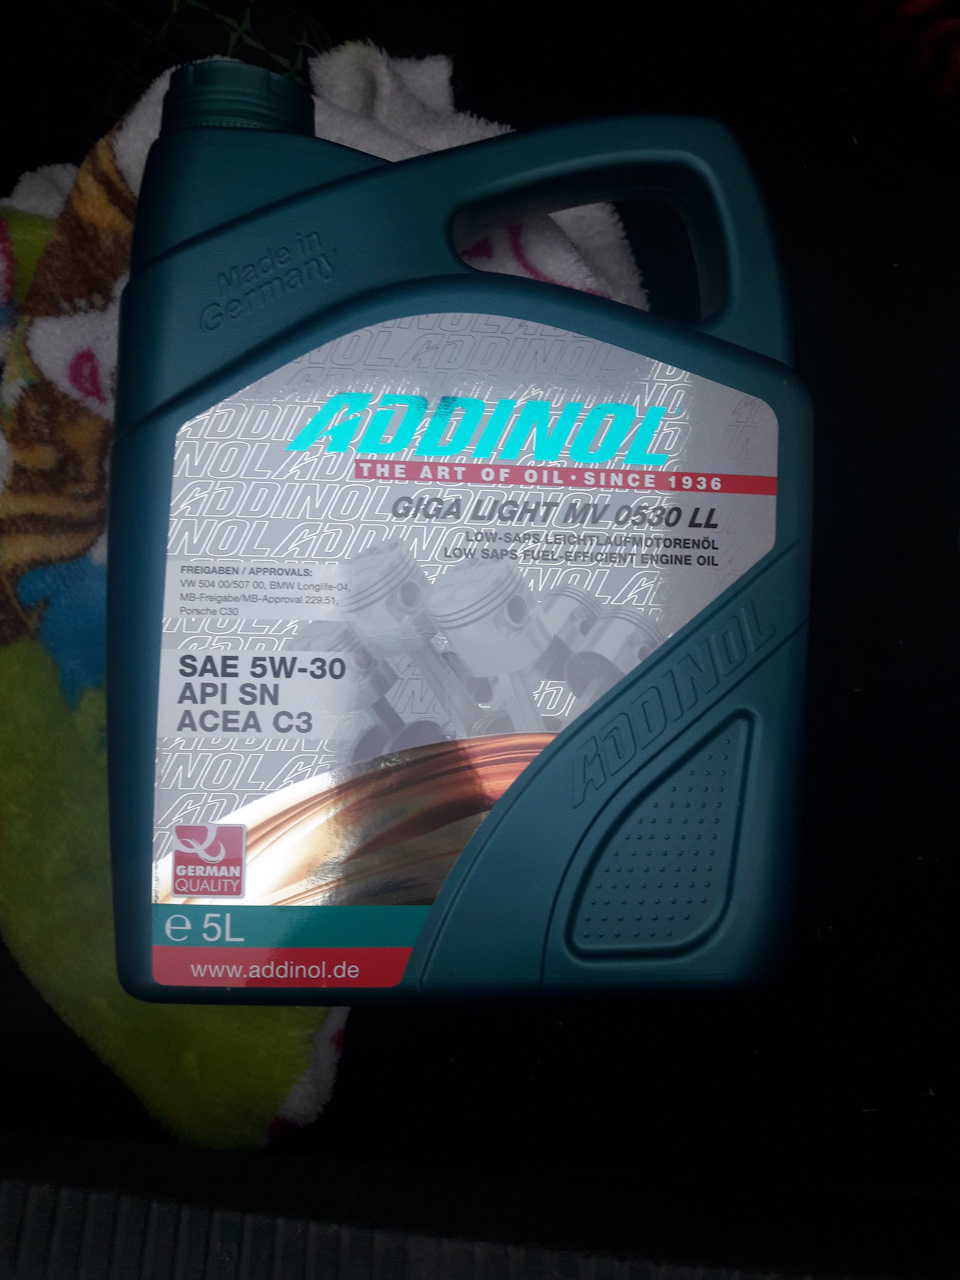 Made in
Germany
ADDINOL
THE ART OF OIL · SINCE 1936
GIGA LIGHT MV 0530 LL
LOW-SAPS LEICHTLAUFMOTORENÖL
LOW SAPS FUEL-EFFICIENT ENGINE OIL
FREIGABEN / APPROVALS:
VW 504 00/507 00, BMW Longlife-04,
MB-Freigabe/MB-Approval 229.51,
Porsche C30
SAE 5W-30
API SN
ACEA C3
ADDINOL
GERMAN
QUALITY
e 5L
www.addinol.de